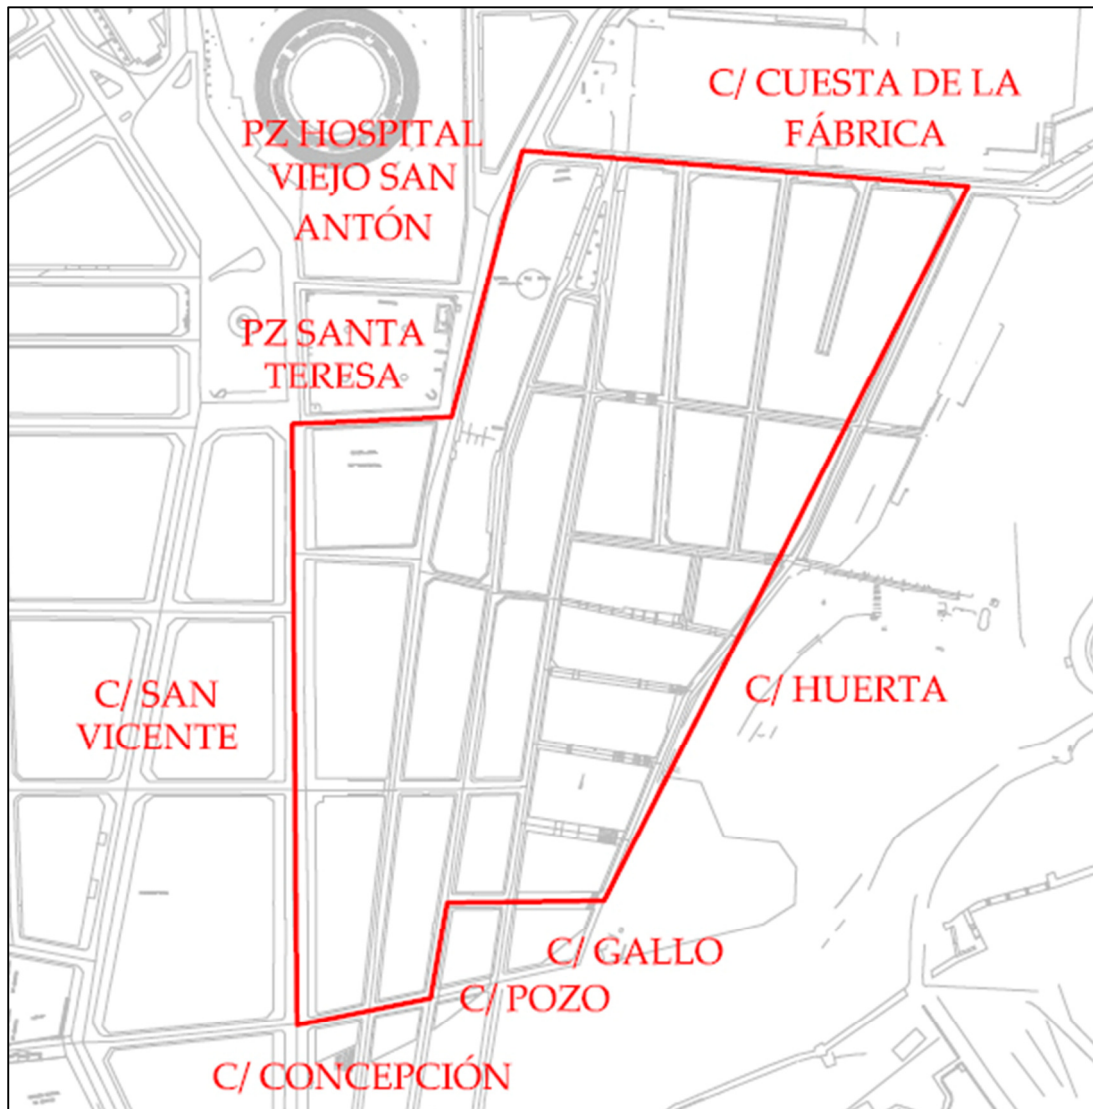 C/ CUESTA DE LA
FÁBRICA
PZ HOSPITAL
VIEJO SAN
ANTÓN
PZ SANTA
TERESA
C/ SAN
VICENTE
C/ HUERTA
C/ GALLO
C/ POZO
C/ CONCEPCIÓN